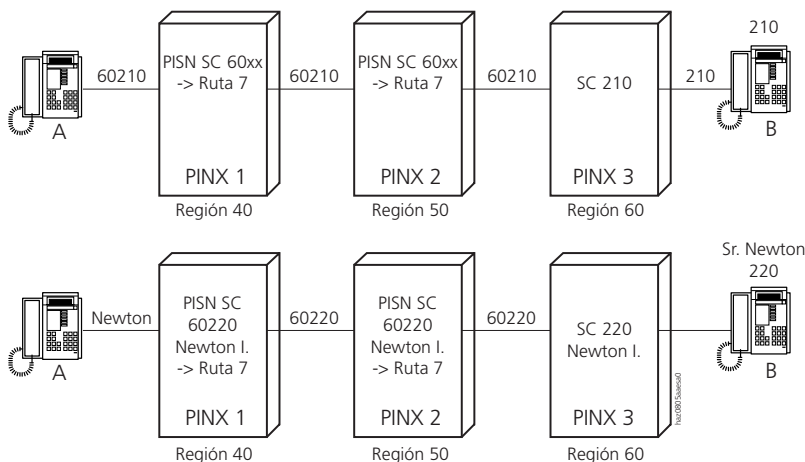 210
PISN SC 60xx
-> Ruta 7
PISN SC 60xx
-> Ruta 7
60210
60210
60210
SC 210
210
A
B
PINX 1
PINX 2
PINX 3
Región 40
Región 50
Región 60
Sr. Newton
220
Newton
PISN SC
60220
Newton I.
-> Ruta 7
60220
PISN SC
60220
Newton I.
-> Ruta 7
60220
SC 220
Newton I.
A
B
PINX 1
PINX 2
PINX 3
haz0805aaesa0
Región 40
Región 50
Región 60